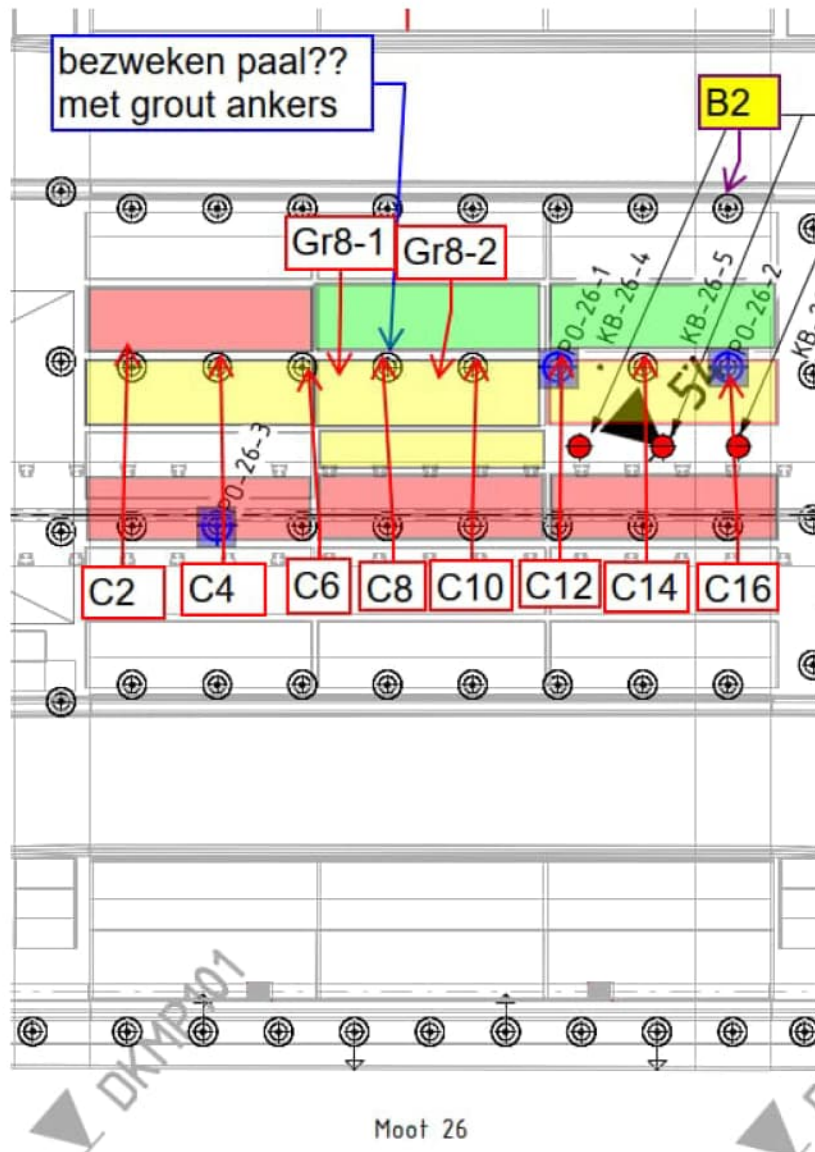 bezweken paal??
met grout ankers
B2
Gr8-1
Gr8-2
PO-26-1
KB-26-4
KB-26-5
PO-26-2
PO-26-3
C2
C4
C6
C8
C10
C12
C14
C16
DKMP101
Moot 26